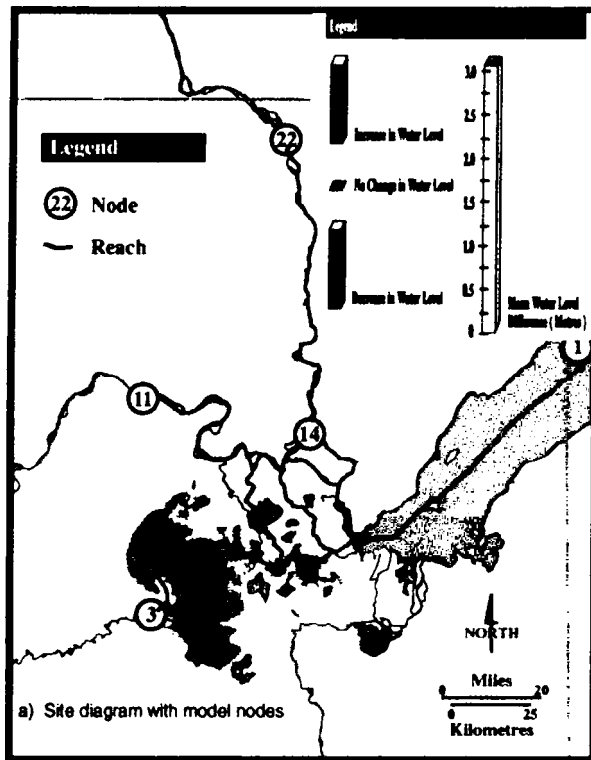 Legend
3.0
2.5
2.0
1.5
1.0
0.5
0
Increase in Water Level
No Change in Water Level
Decrease in Water Level
Mean Water Level
Difference (Metres)
Legend
22 Node
Reach
22
1
11
14
3
NORTH
Miles
0 20
0 25
Kilometres
a) Site diagram with model nodes